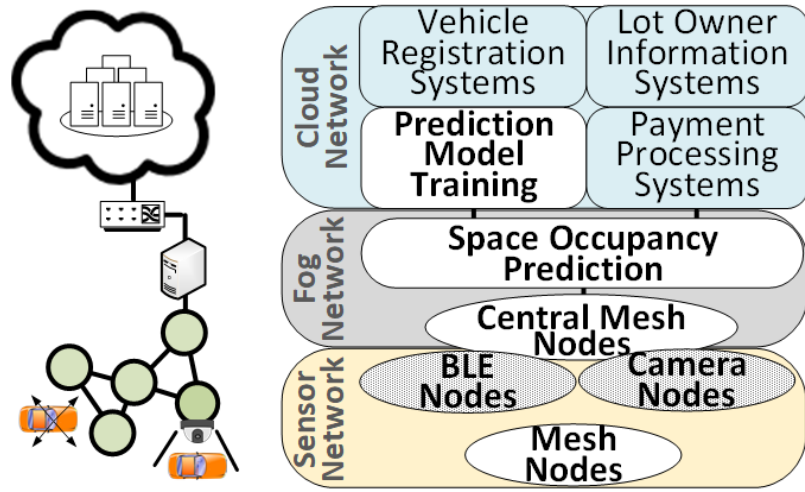 Cloud
Network
Vehicle
Registration
Systems
Lot Owner
Information
Systems
Prediction
Model
Training
Payment
Processing
Systems
Fog
Network
Space Occupancy
Prediction
Central Mesh
Nodes
Sensor
Network
BLE
Nodes
Camera
Nodes
Mesh
Nodes